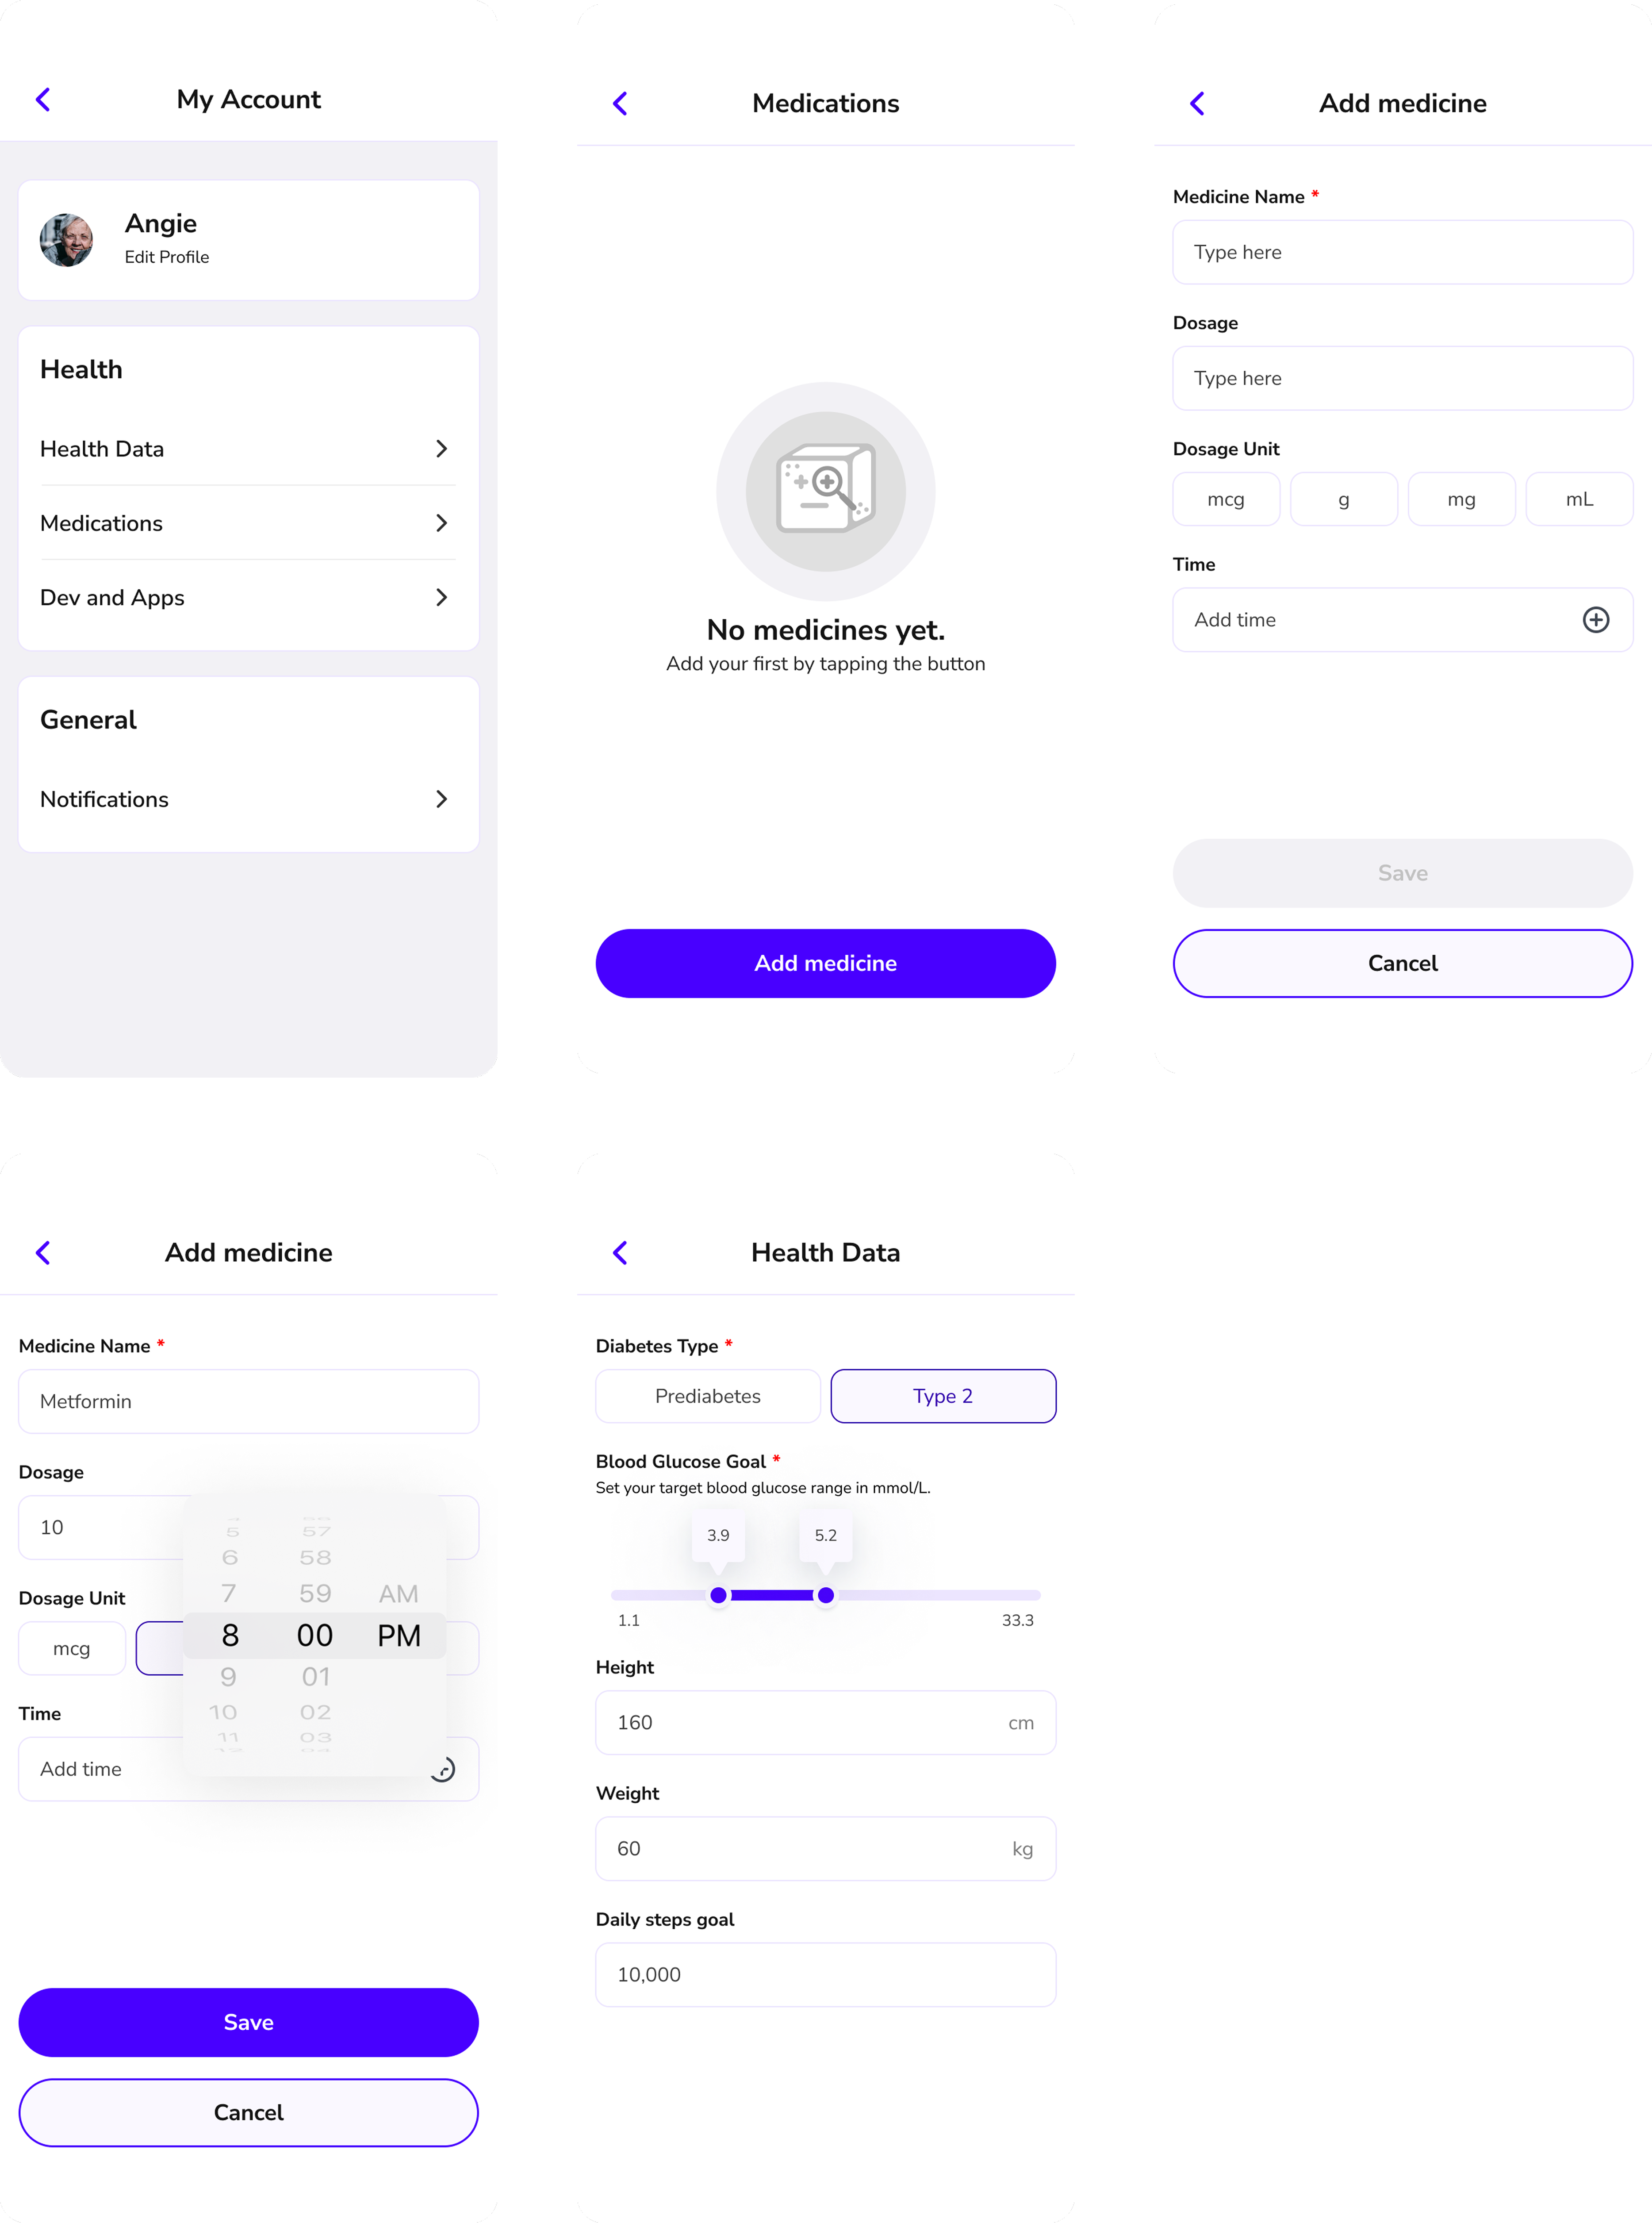 My Account
Angie
Edit Profile
Health
Health Data
Medications
Dev and Apps
General
Notifications
Medications
No medicines yet.
Add your first by tapping the button
Add medicine
Add medicine
Medicine Name *
Type here
Dosage
Type here
Dosage Unit
mcg g mg mL
Time
Add time
Save
Cancel
Add medicine
Medicine Name *
Metformin
Dosage
10
Dosage Unit
mcg
Time
Add time
5 57
6 58
7 59 AM
8 00 PM
9 01
10 02
11 03
Save
Cancel
Health Data
Diabetes Type *
Prediabetes Type 2
Blood Glucose Goal *
Set your target blood glucose range in mmol/L.
3.9 5.2
1.1 33.3
Height
160 cm
Weight
60 kg
Daily steps goal
10,000